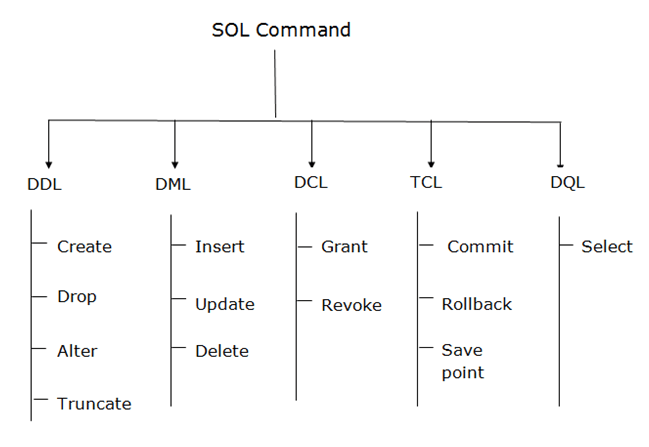 SOL Command
DDL
DML
DCL
TCL
DQL
Create
Drop
Alter
Truncate
Insert
Update
Delete
Grant
Revoke
Commit
Rollback
Save
point
Select